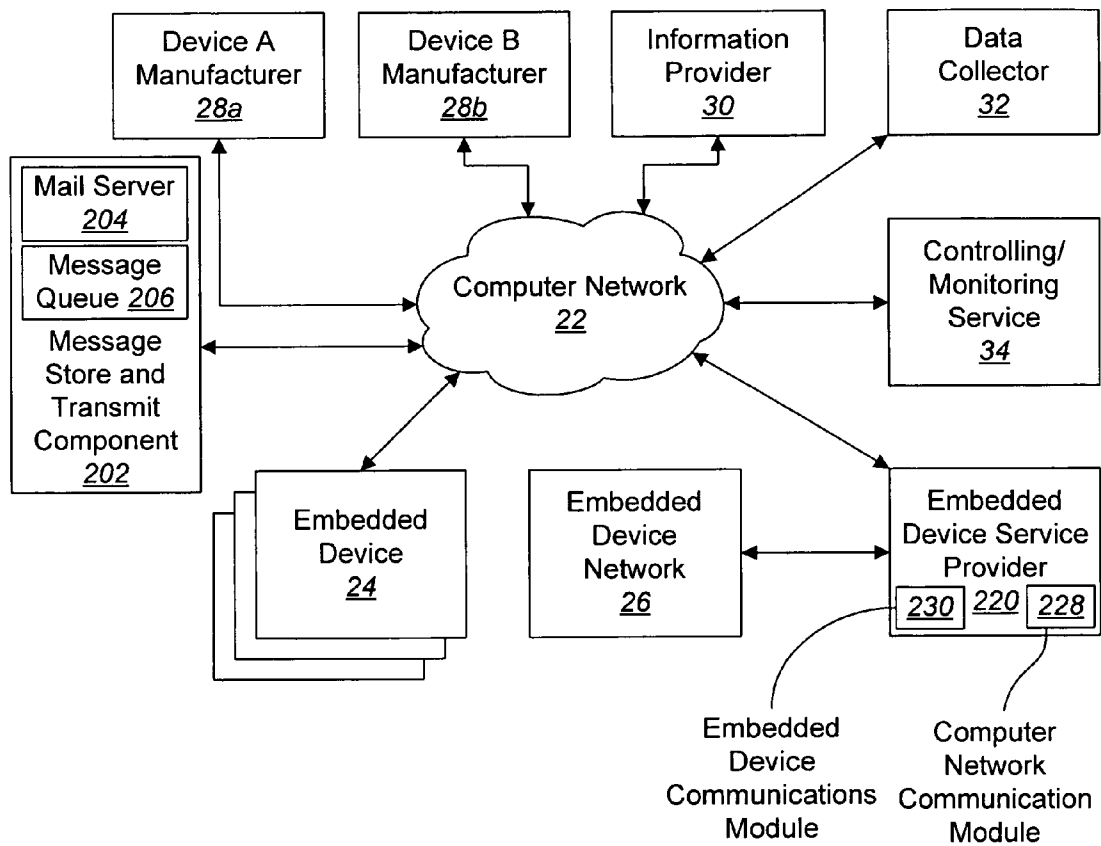 Device A
Manufacturer
28a
Device B
Manufacturer
28b
Information
Provider
30
Data
Collector
32
Mail Server
204
Message
Queue 206
Message
Store and
Transmit
Component
202
Computer Network
22
Controlling/
Monitoring
Service
34
Embedded
Device
24
Embedded
Device
Network
26
Embedded
Device Service
Provider
230 220 228
Embedded
Device
Communications
Module
Computer
Network
Communication
Module